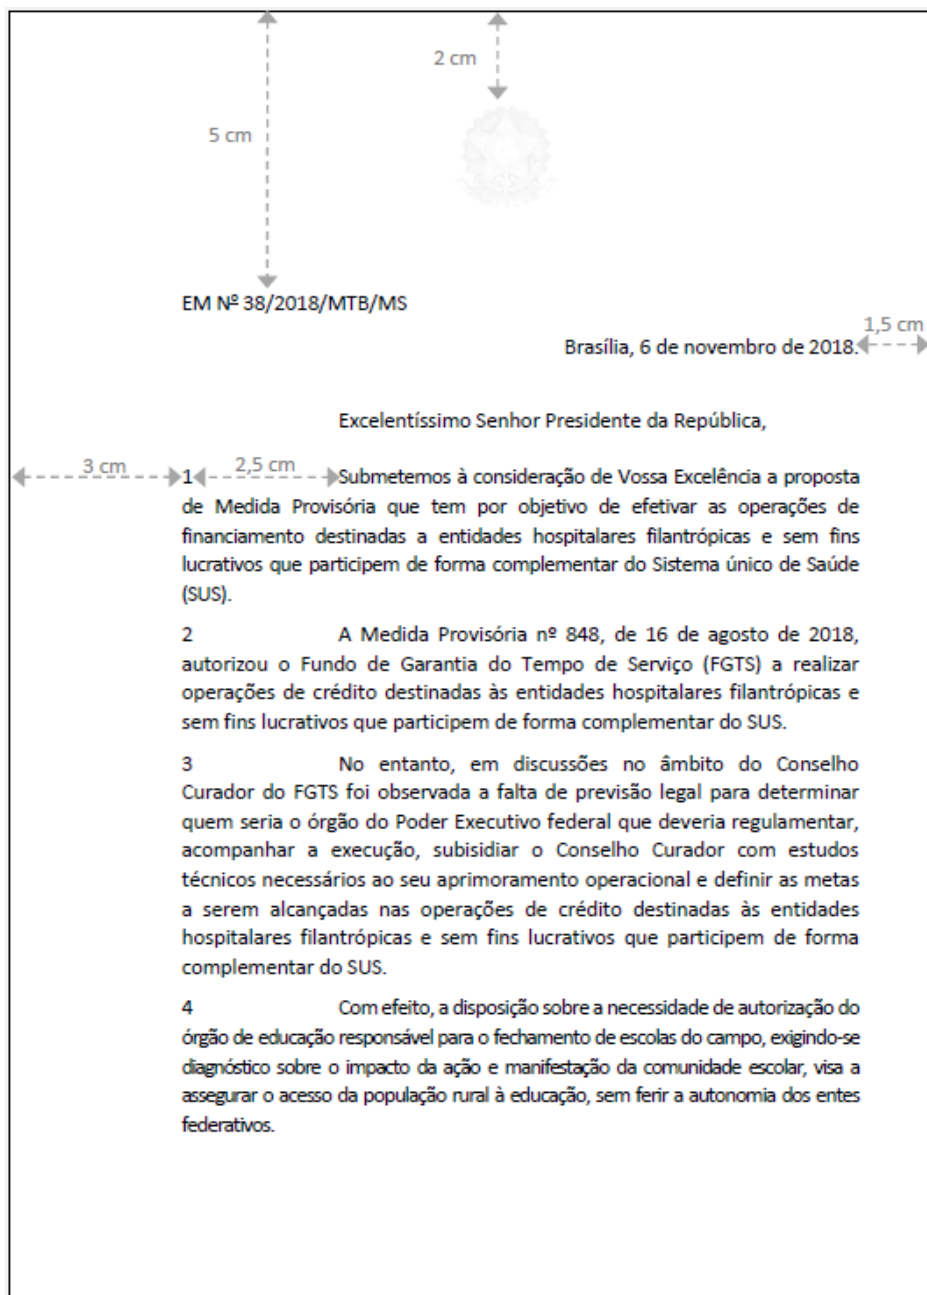 2 cm
5 cm
EM Nº 38/2018/MTB/MS
1,5 cm
Brasília, 6 de novembro de 2018.
Excelentíssimo Senhor Presidente da República,
3 cm
2,5 cm
1 Submetemos à consideração de Vossa Excelência a proposta
de Medida Provisória que tem por objetivo de efetivar as operações de
financiamento destinadas a entidades hospitalares filantrópicas e sem fins
lucrativos que participem de forma complementar do Sistema único de Saúde
(SUS).
2 A Medida Provisória nº 848, de 16 de agosto de 2018,
autorizou o Fundo de Garantia do Tempo de Serviço (FGTS) a realizar
operações de crédito destinadas às entidades hospitalares filantrópicas e
sem fins lucrativos que participem de forma complementar do SUS.
3 No entanto, em discussões no âmbito do Conselho
Curador do FGTS foi observada a falta de previsão legal para determinar
quem seria o órgão do Poder Executivo federal que deveria regulamentar,
acompanhar a execução, subisidiar o Conselho Curador com estudos
técnicos necessários ao seu aprimoramento operacional e definir as metas
a serem alcançadas nas operações de crédito destinadas às entidades
hospitalares filantrópicas e sem fins lucrativos que participem de forma
complementar do SUS.
4 Com efeito, a disposição sobre a necessidade de autorização do
órgão de educação responsável para o fechamento de escolas do campo, exigindo-se
diagnóstico sobre o impacto da ação e manifestação da comunidade escolar, visa a
assegurar o acesso da população rural à educação, sem ferir a autonomia dos entes
federativos.